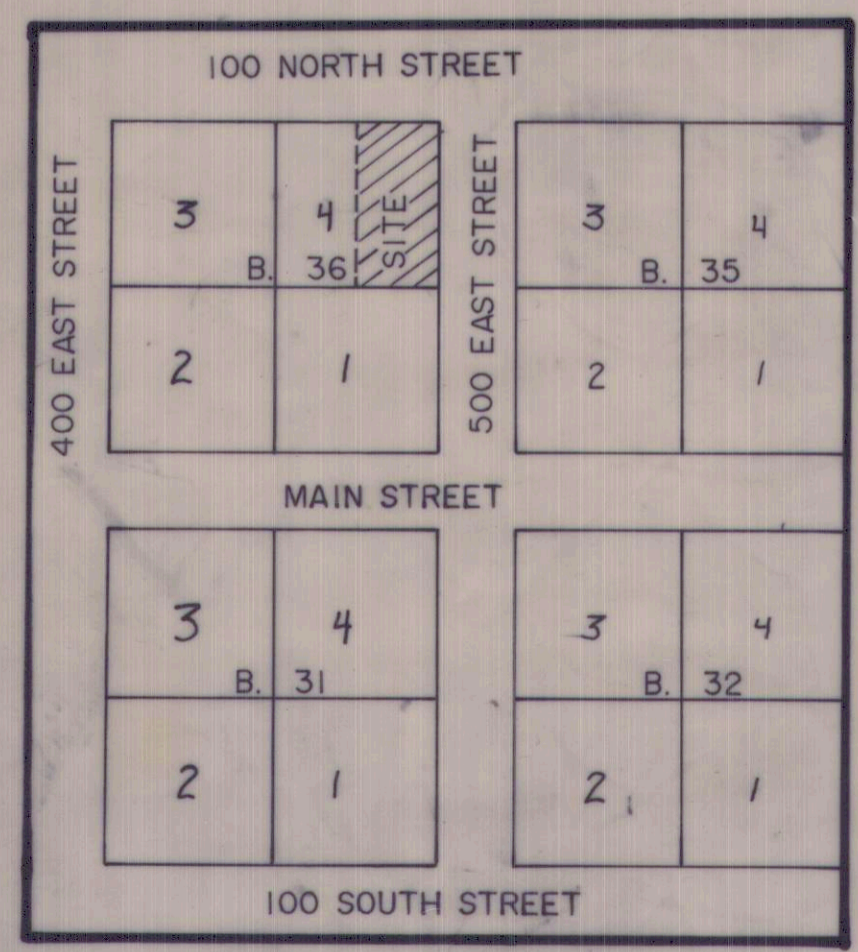 100 NORTH STREET
400 EAST STREET
3
4
SITE
B. 36
2
1
500 EAST STREET
3
4
B. 35
2
1
MAIN STREET
3
4
B. 31
2
1
3
4
B. 32
2
1
100 SOUTH STREET